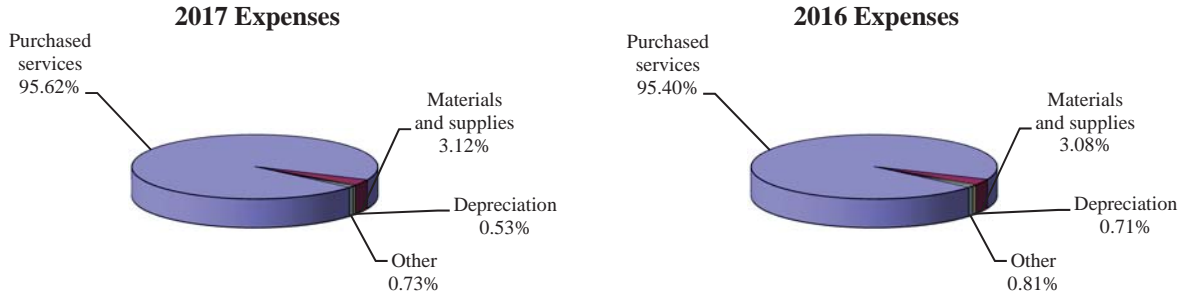 2017 Expenses
Purchased
services
95.62%
Materials
and supplies
3.12%
Depreciation
0.53%
Other
0.73%
2016 Expenses
Purchased
services
95.40%
Materials
and supplies
3.08%
Depreciation
0.71%
Other
0.81%